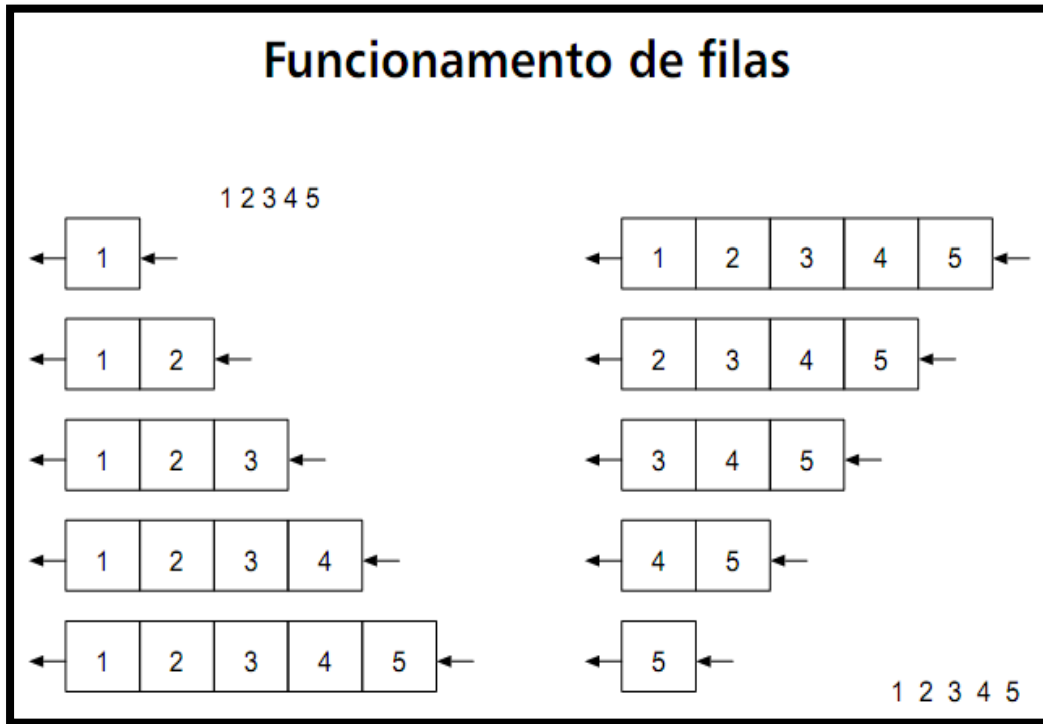 Funcionamento de filas
1 2 3 4 5
1
1 2
1 2 3
1 2 3 4
1 2 3 4 5
1 2 3 4 5
2 3 4 5
3 4 5
4 5
5
1 2 3 4 5